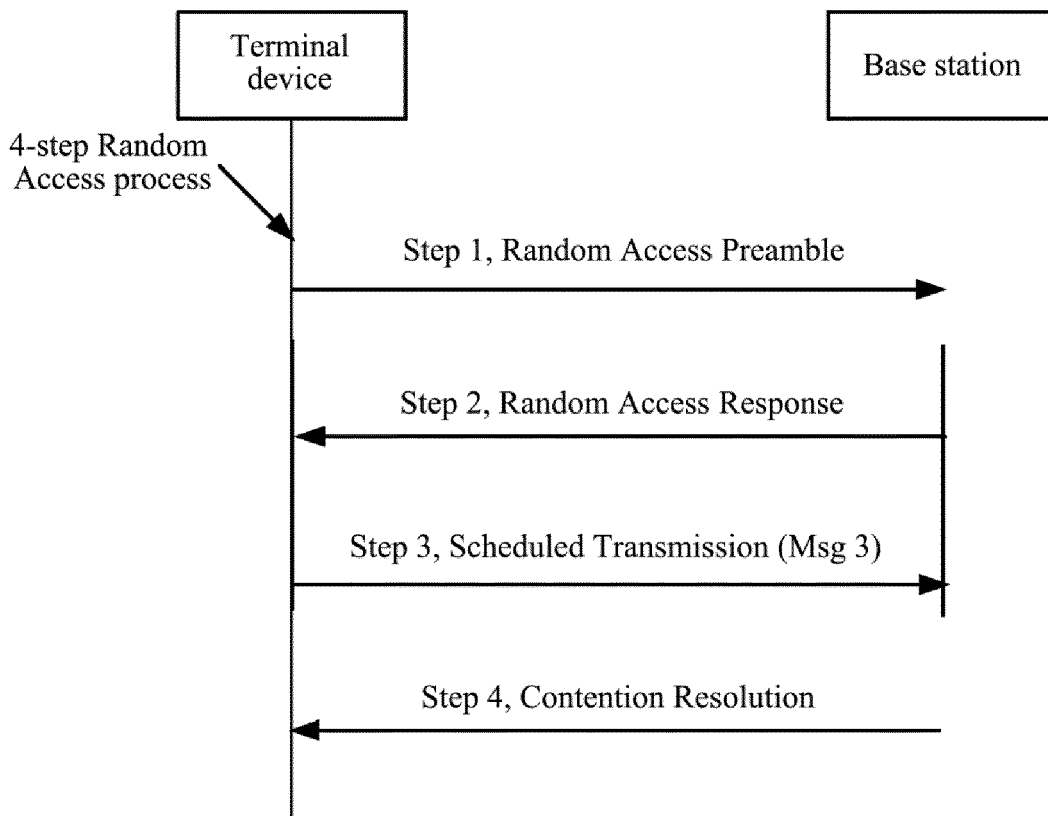 Terminal
device
Base station
4-step Random
Access process
Step 1, Random Access Preamble
Step 2, Random Access Response
Step 3, Scheduled Transmission (Msg 3)
Step 4, Contention Resolution